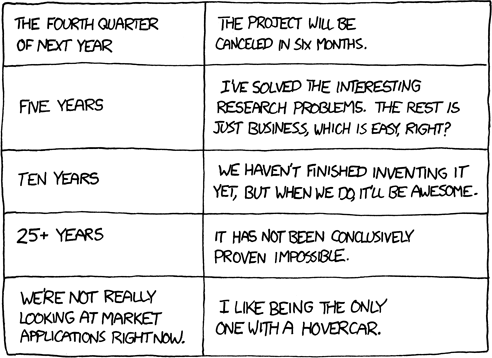 THE FOURTH QUARTER
OF NEXT YEAR
THE PROJECT WILL BE
CANCELED IN SIX MONTHS.
FIVE YEARS
I'VE SOLVED THE INTERESTING
RESEARCH PROBLEMS. THE REST IS
JUST BUSINESS, WHICH IS EASY, RIGHT?
TEN YEARS
WE HAVEN'T FINISHED INVENTING IT
YET, BUT WHEN WE DO, IT'LL BE AWESOME.
25+ YEARS
IT HAS NOT BEEN CONCLUSIVELY
PROVEN IMPOSSIBLE.
WE'RE NOT REALLY
LOOKING AT MARKET
APPLICATIONS RIGHT NOW.
I LIKE BEING THE ONLY
ONE WITH A HOVERCAR.